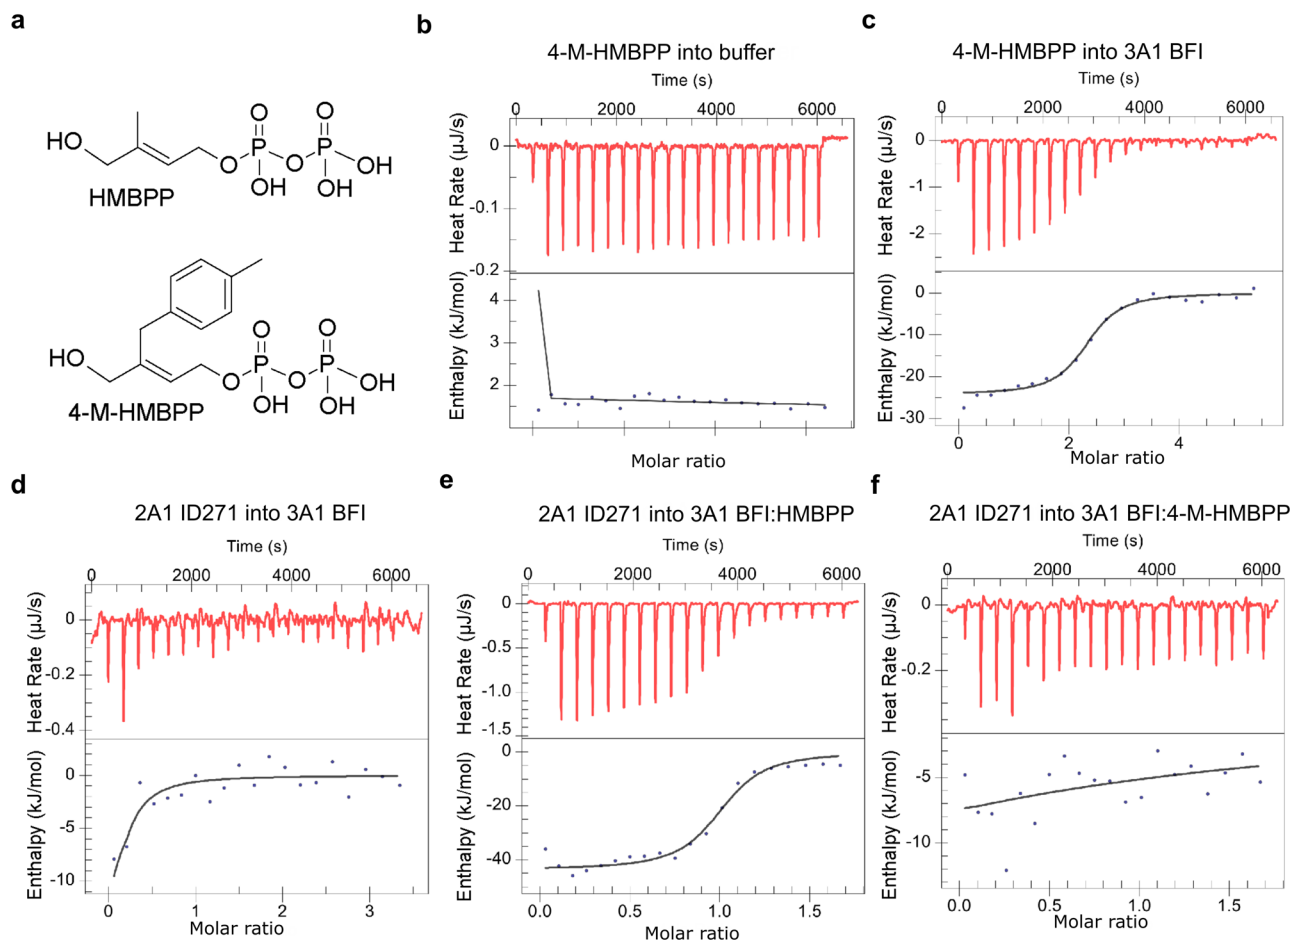 a
HO
O
O
P
P
O
O
OH
OH
OH
HMBPP
HO
O
O
P
P
O
O
OH
OH
OH
4-M-HMBPP
b
4-M-HMBPP into buffer
Time (s)
0 2000 4000 6000
Heat Rate (µJ/s)
0
-0.1
-0.2
Enthalpy (kJ/mol)
4
3
2
Molar ratio
c
4-M-HMBPP into 3A1 BFI
Time (s)
0 2000 4000 6000
Heat Rate (µJ/s)
0
-1
-2
Enthalpy (kJ/mol)
0
-10
-20
-30
0 2 4
Molar ratio
d
2A1 ID271 into 3A1 BFI
Time (s)
0 2000 4000 6000
Heat Rate (µJ/s)
0
-0.2
-0.4
Enthalpy (kJ/mol)
0
-5
-10
0 1 2 3
Molar ratio
e
2A1 ID271 into 3A1 BFI:HMBPP
Time (s)
0 2000 4000 6000
Heat Rate (µJ/s)
0
-0.5
-1.0
-1.5
Enthalpy (kJ/mol)
0
-20
-40
0.0 0.5 1.0 1.5
Molar ratio
f
2A1 ID271 into 3A1 BFI:4-M-HMBPP
Time (s)
0 2000 4000 6000
Heat Rate (µJ/s)
0
-0.2
Enthalpy (kJ/mol)
-5
-10
0.0 0.5 1.0 1.5
Molar ratio